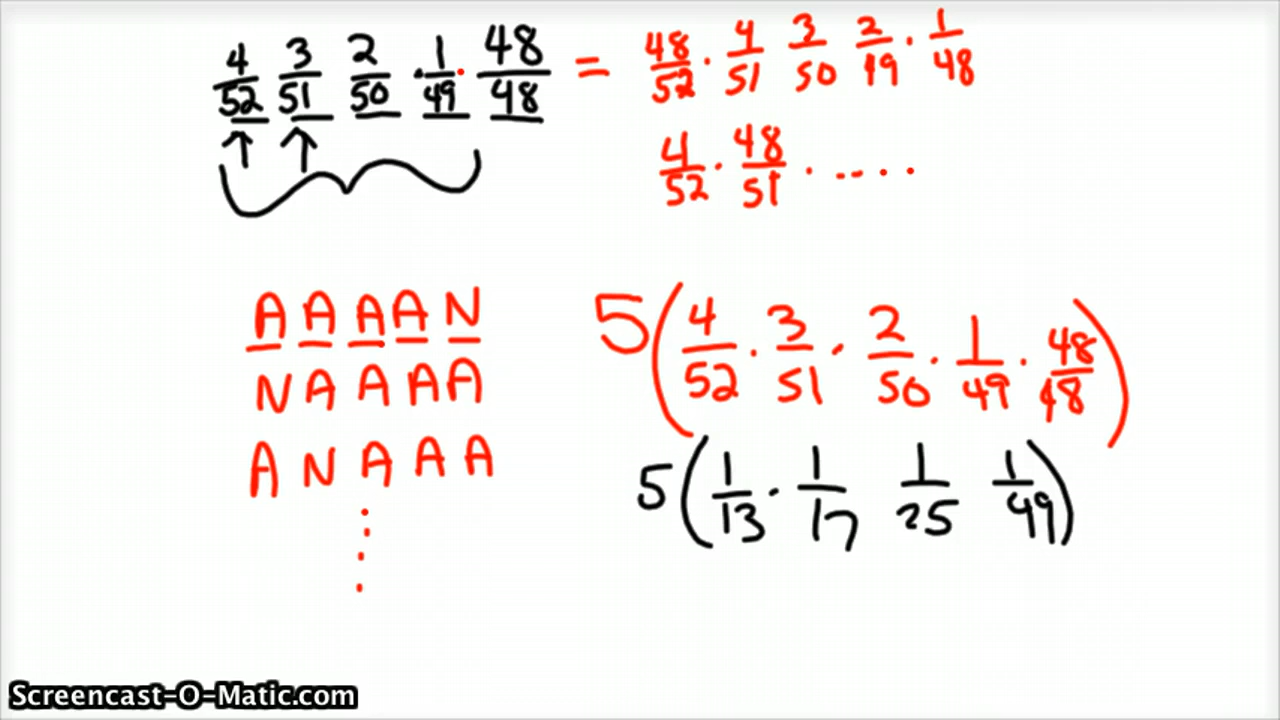 4/52 3/51 2/50 · 1/49 · 48/48 = 48/52 · 4/51 3/50 2/49 · 1/48
4/52 · 48/51 · ......
A A A A N
5(4/52 · 3/51 · 2/50 · 1/49 · 48/48)
N A A A A
A N A A A
5(1/13 · 1/17 1/25 1/49)
Screencast-O-Matic.com